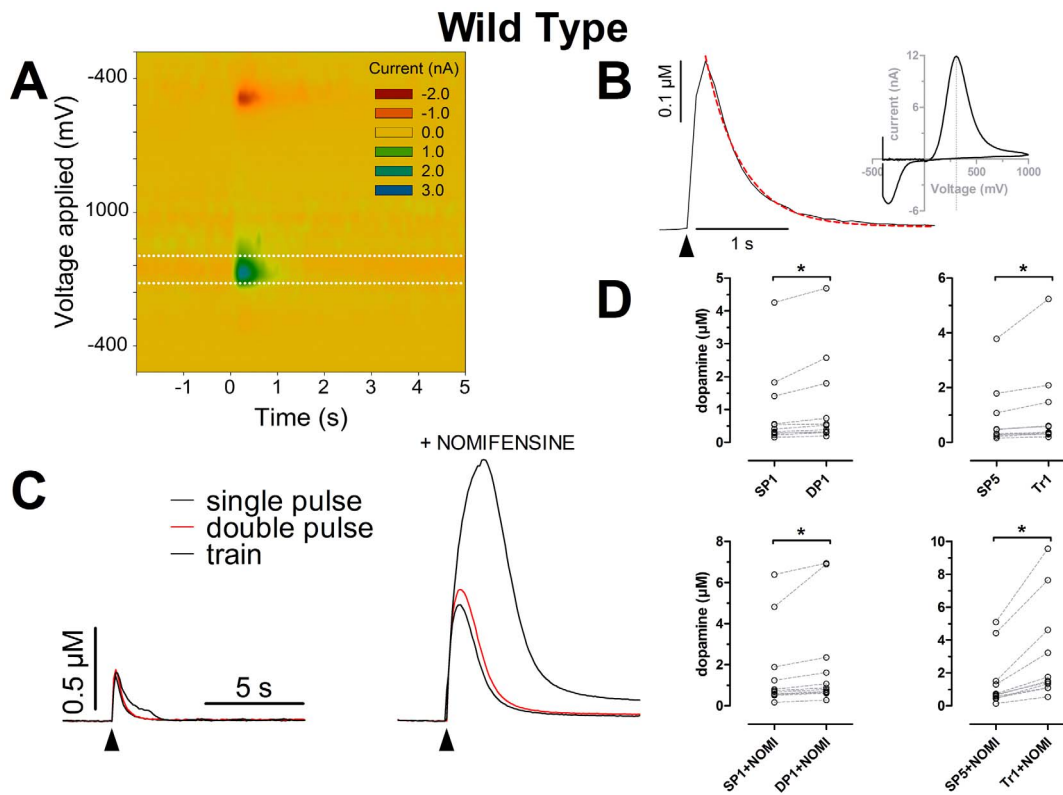 Wild Type
A
Voltage applied (mV)
-400
1000
-400
Current (nA)
-2.0
-1.0
0.0
1.0
2.0
3.0
-1 0 1 2 3 4 5
Time (s)
B
0.1 µM
1 s
current (nA)
12
6
0
-6
500 1000
Voltage (mV)
C
single pulse
double pulse
train
+ NOMIFENSINE
0.5 µM
5 s
D
dopamine (µM)
5
4
3
2
1
0
*
SP1 DP1
6
4
2
0
*
SP5 Tr1
dopamine (µM)
8
6
4
2
0
*
SP1+NOMI DP1+NOMI
10
8
6
4
2
0
*
SP5+NOMI Tr1+NOMI